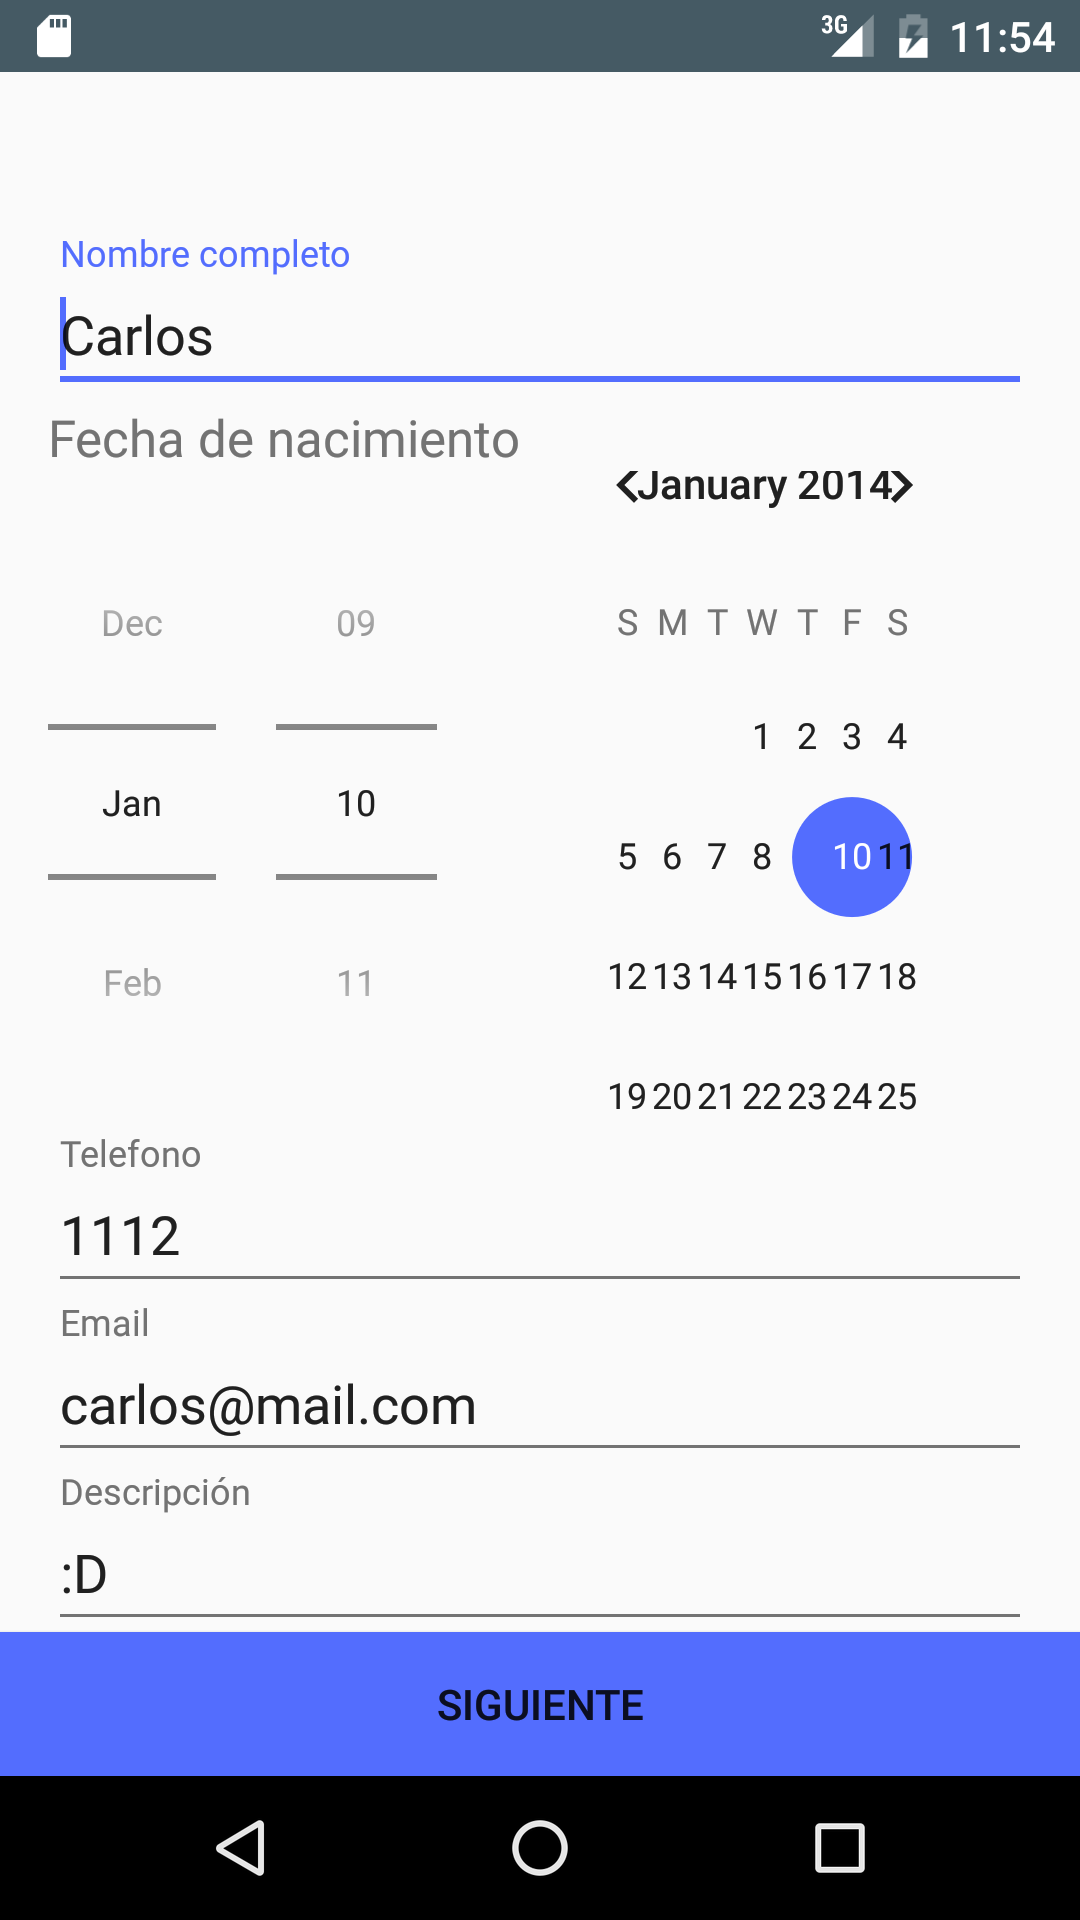 3G 11:54
Nombre completo
Carlos
Fecha de nacimiento
January 2014
Dec 09
S M T W T F S
1 2 3 4
Jan 10
5 6 7 8 10 11
Feb 11
12 13 14 15 16 17 18
19 20 21 22 23 24 25
Telefono
1112
Email
carlos@mail.com
Descripción
:D
SIGUIENTE